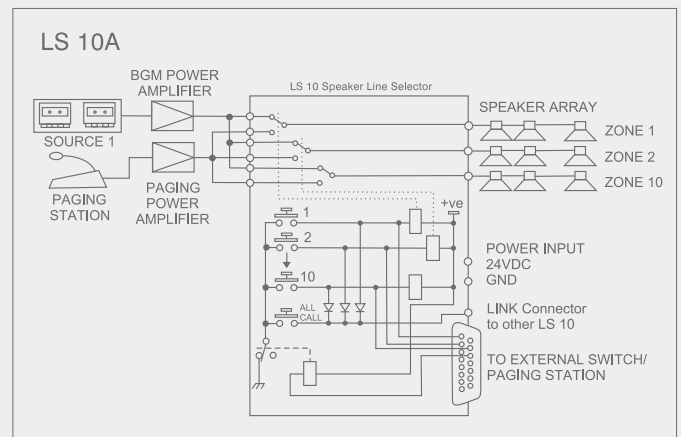 LS 10A
BGM POWER
AMPLIFIER
SOURCE 1
PAGING
STATION
PAGING
POWER
AMPLIFIER
LS 10 Speaker Line Selector
SPEAKER ARRAY
ZONE 1
ZONE 2
ZONE 10
+ve
1
2
10
ALL
CALL
POWER INPUT
24VDC
GND
LINK Connector
to other LS 10
TO EXTERNAL SWITCH/
PAGING STATION